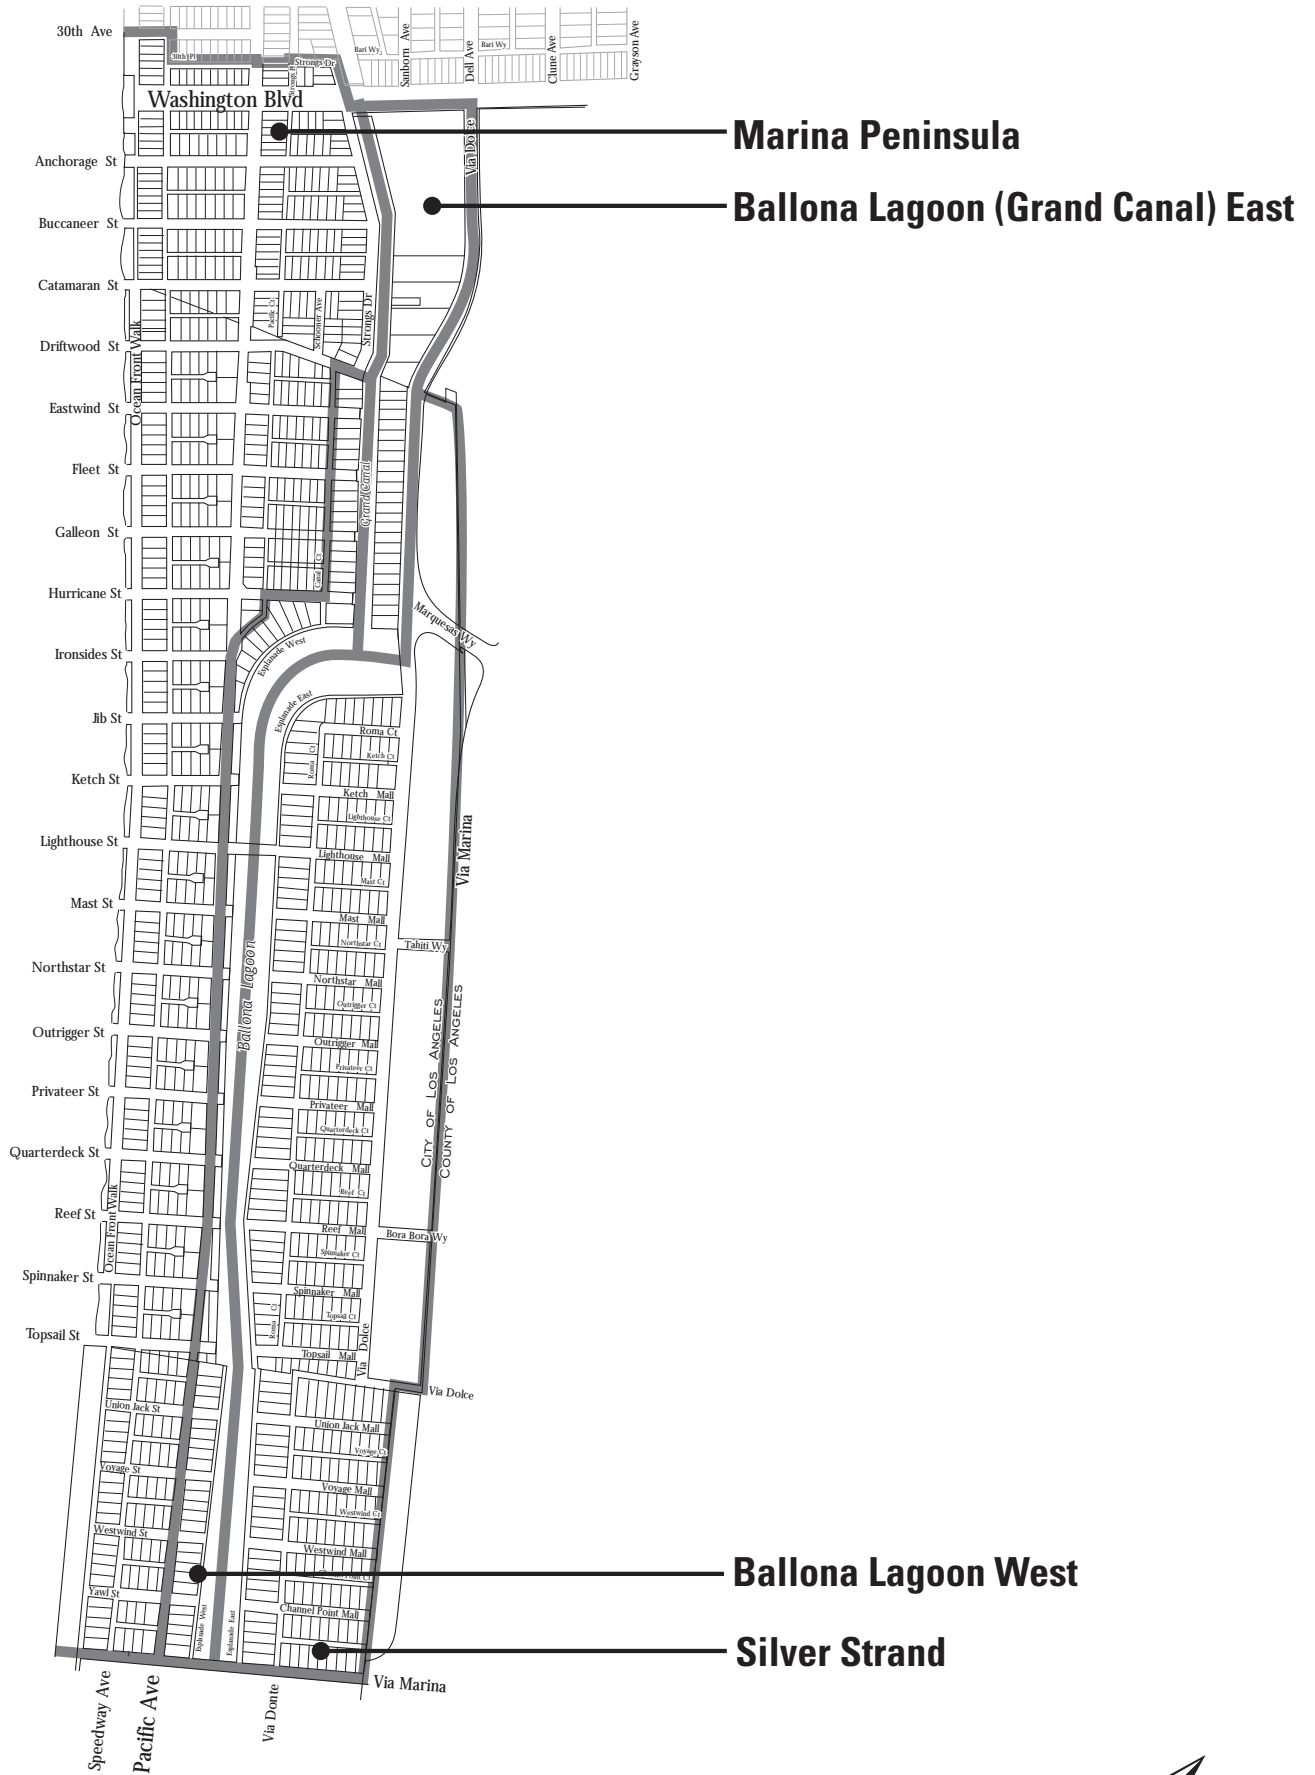 30th Ave
30th Pl
Strongs Dr
Bari Wy
Sanborn Ave
Dell Ave
Bari Wy
Clune Ave
Grayson Ave
Washington Blvd
Marina Peninsula
Via Dolce
Anchorage St
Ballona Lagoon (Grand Canal) East
Buccaneer St
Catamaran St
Pacific Ct
Schooner Ave
Strongs Dr
Driftwood St
Ocean Front Walk
Eastwind St
Fleet St
Grand Canal
Galleon St
Canal Ct
Hurricane St
Marquesas Wy
Ironsides St
Esplanade West
Jib St
Esplanade East
Roma Ct
Roma Ct
Ketch Ct
Ketch St
Ketch Mall
Lighthouse Ct
Lighthouse St
Lighthouse Mall
Via Marina
Mast Ct
Mast St
Mast Mall
Northstar Ct
Tahiti Wy
Ballona Lagoon
Northstar St
Northstar Mall
Outrigger Ct
Outrigger St
Outrigger Mall
City of Los Angeles
County of Los Angeles
Privateer Ct
Privateer St
Privateer Mall
Quarterdeck Ct
Quarterdeck St
Quarterdeck Mall
Reef Ct
Reef St
Ocean Front Walk
Reef Mall
Bora Bora Wy
Spinnaker Ct
Spinnaker St
Spinnaker Mall
Roma Ct
Topsail Ct
Topsail St
Topsail Mall
Via Dolce
Via Dolce
Union Jack St
Union Jack Mall
Voyage Ct
Voyage St
Voyage Mall
Westwind Ct
Westwind St
Westwind Mall
Ballona Lagoon West
Yawl St
Channel Point Mall
Esplanade West
Esplanade East
Silver Strand
Via Marina
Speedway Ave
Pacific Ave
Via Donte